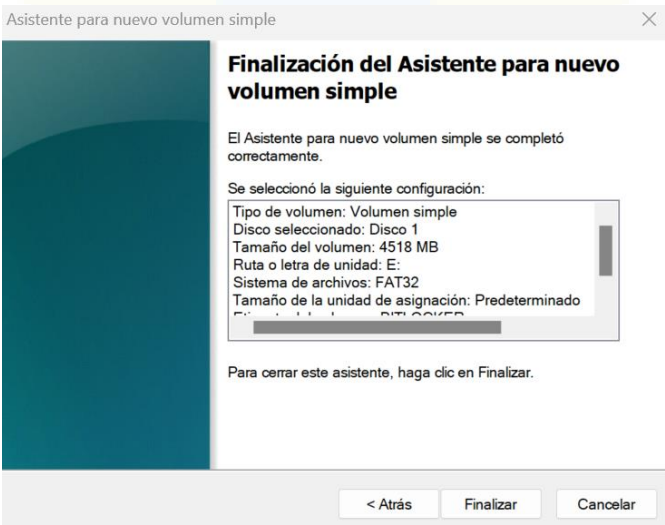 Asistente para nuevo volumen simple
Finalización del Asistente para nuevo
volumen simple
El Asistente para nuevo volumen simple se completó
correctamente.
Se seleccionó la siguiente configuración:
Tipo de volumen: Volumen simple
Disco seleccionado: Disco 1
Tamaño del volumen: 4518 MB
Ruta o letra de unidad: E:
Sistema de archivos: FAT32
Tamaño de la unidad de asignación: Predeterminado
Para cerrar este asistente, haga clic en Finalizar.
< Atrás
Finalizar
Cancelar